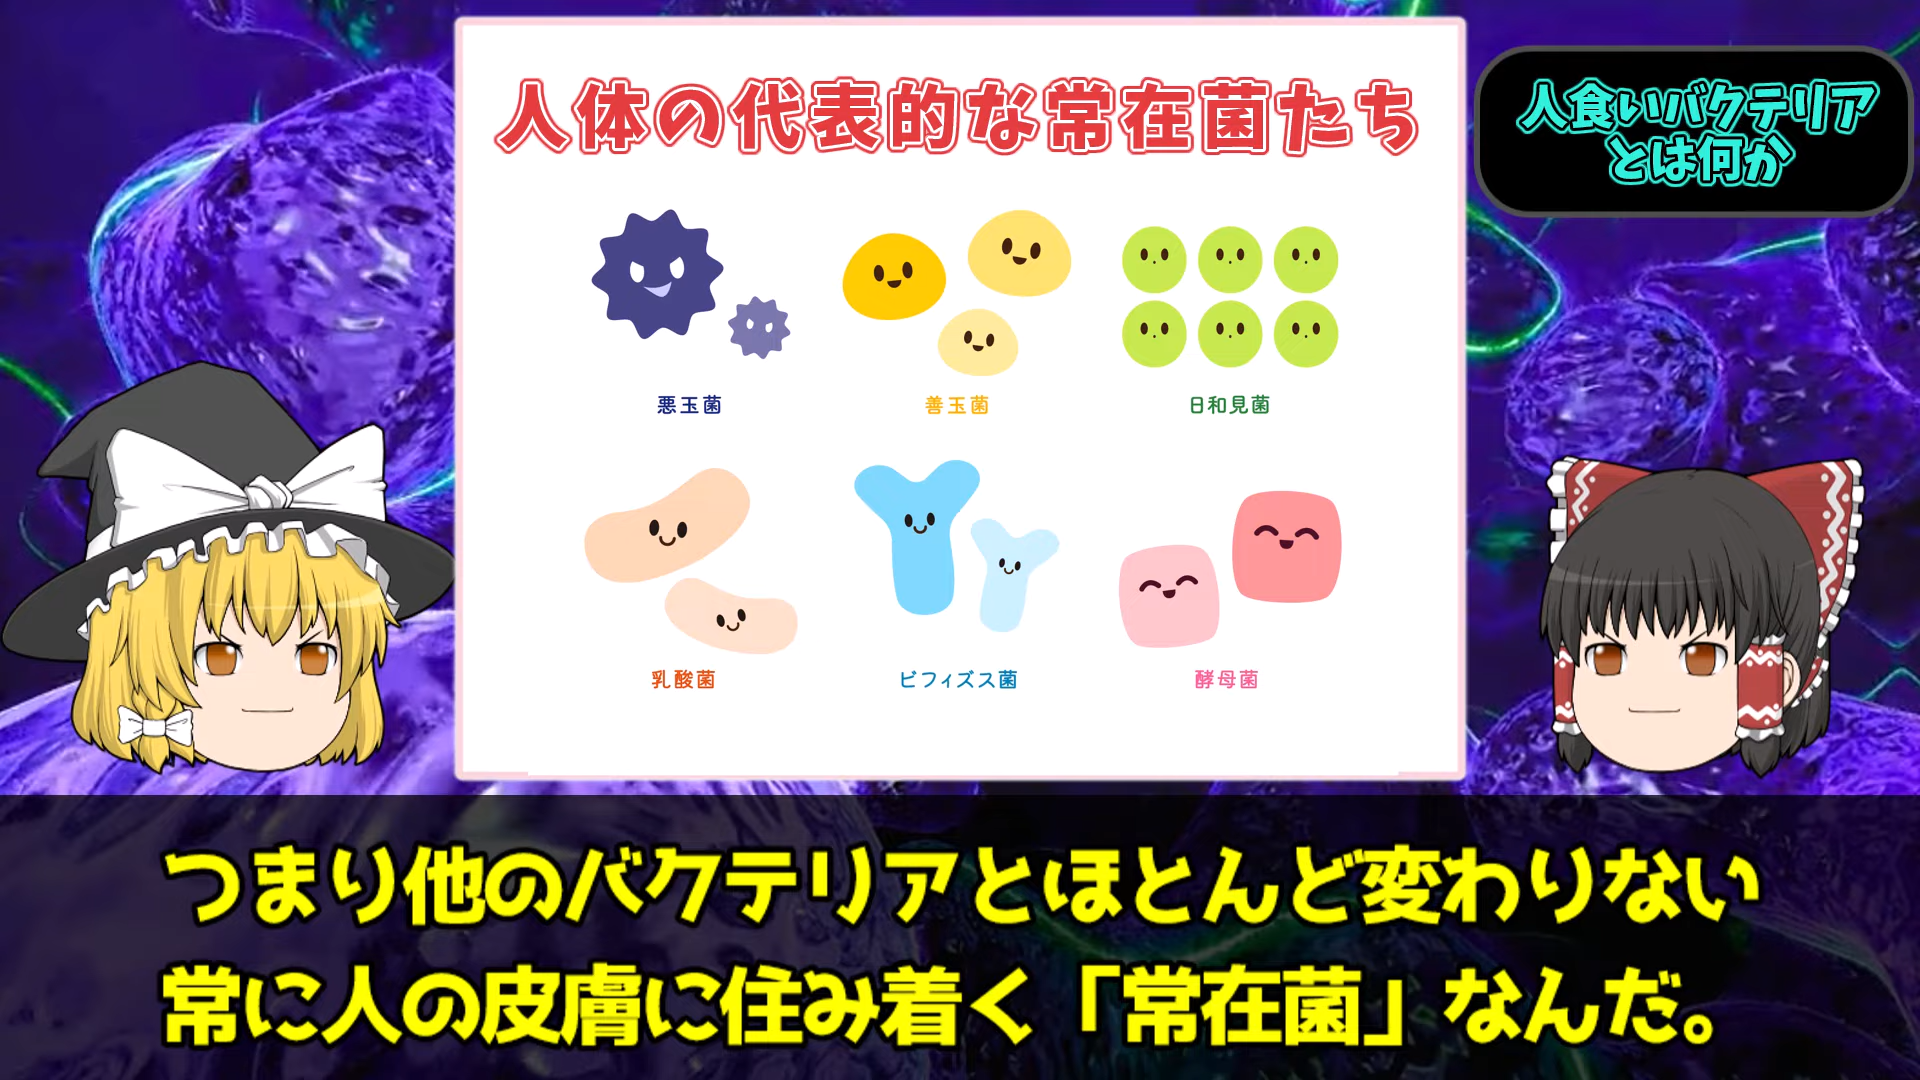 人体の代表的な常在菌たち
人食いバクテリア
とは何か
悪玉菌
善玉菌
日和見菌
乳酸菌
ビフィズス菌
酵母菌
つまり他のバクテリアとほとんど変わりない
常に人の皮膚に住み着く「常在菌」なんだ。